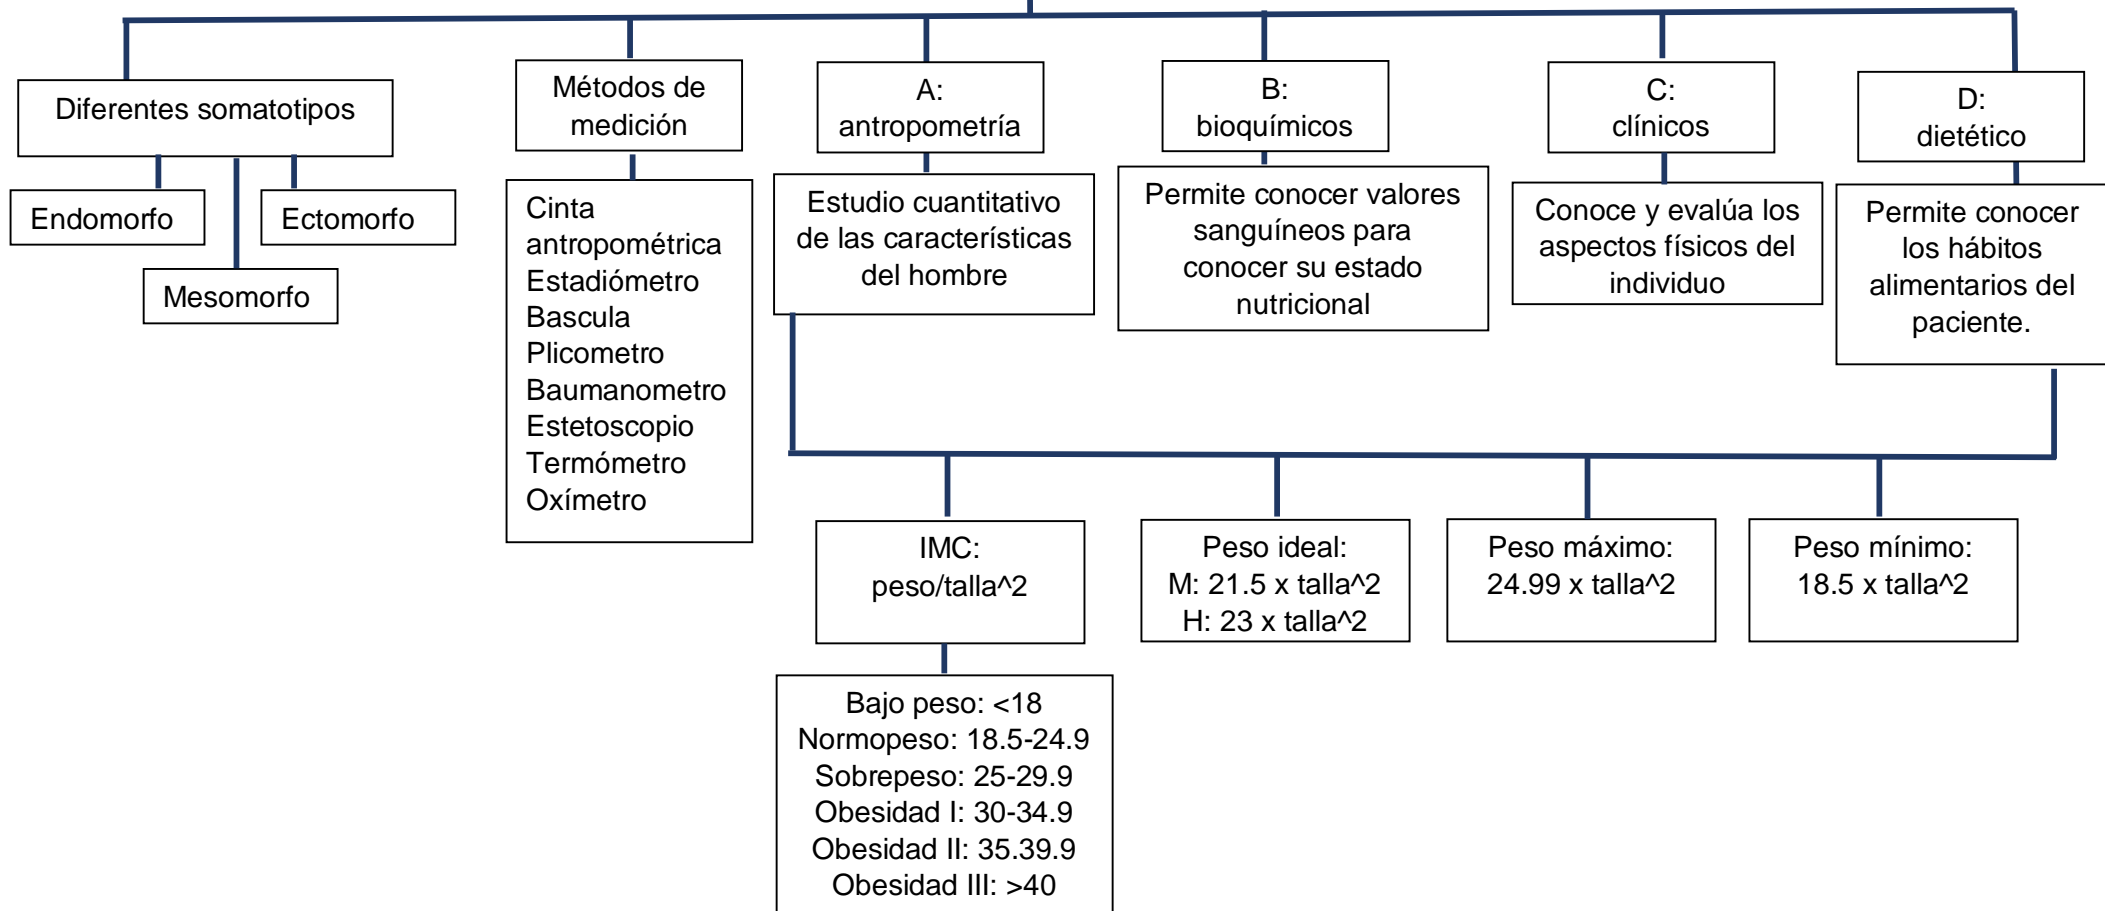 Diferentes somatotipos
Endomorfo
Ectomorfo
Mesomorfo
Métodos de
medición
Cinta
antropométrica
Estadiómetro
Bascula
Plicometro
Baumanometro
Estetoscopio
Termómetro
Oxímetro
A:
antropometría
Estudio cuantitativo
de las características
del hombre
B:
bioquímicos
Permite conocer valores
sanguíneos para
conocer su estado
nutricional
C:
clínicos
Conoce y evalúa los
aspectos físicos del
individuo
D:
dietético
Permite conocer
los hábitos
alimentarios del
paciente.
IMC:
peso/talla^2
Peso ideal:
M: 21.5 x talla^2
H: 23 x talla^2
Peso máximo:
24.99 x talla^2
Peso mínimo:
18.5 x talla^2
Bajo peso: <18
Normopeso: 18.5-24.9
Sobrepeso: 25-29.9
Obesidad I: 30-34.9
Obesidad II: 35.39.9
Obesidad III: >40